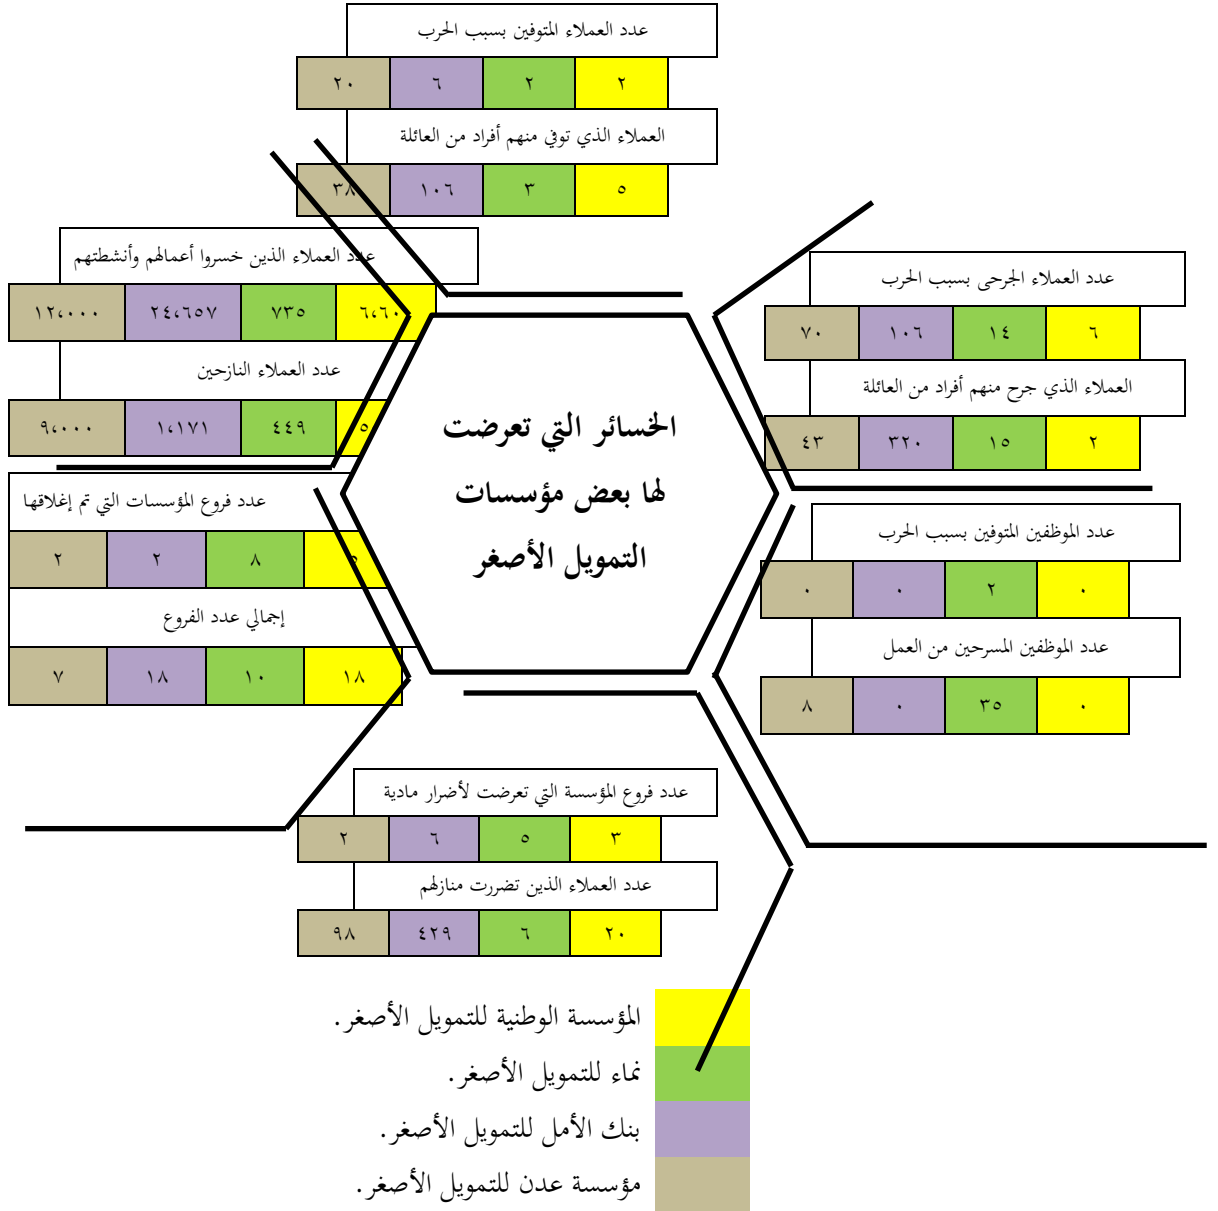 عدد العملاء المتوفين بسبب الحرب
٢ ٢ ٦ ٢٠
العملاء الذي توفي منهم أفراد من العائلة
٥ ٣ ١٠٦ ٣٨
عدد العملاء الجرحى بسبب الحرب
٦ ١٤ ١٠٦ ٧٠
العملاء الذي جرح منهم أفراد من العائلة
٢ ١٥ ٣٢٠ ٤٣
عدد العملاء الذين خسروا أعمالهم وأنشطتهم
٧٣٥ ٢٤،٦٥٧ ١٢،٠٠٠
عدد العملاء النازحين
٤٤٩ ١،١٧١ ٩،٠٠٠
الخسائر التي تعرضت
لها بعض مؤسسات
التمويل الأصغر
عدد الموظفين المتوفين بسبب الحرب
٠ ٢ ٠ ٠
عدد الموظفين المسرحين من العمل
٠ ٣٥ ٠ ٨
عدد فروع المؤسسات التي تم إغلاقها
٨ ٢ ٢
إجمالي عدد الفروع
١٨ ١٠ ١٨ ٧
عدد فروع المؤسسة التي تعرضت لأضرار مادية
٣ ٥ ٦ ٢
عدد العملاء الذين تضررت منازلهم
٢٠ ٦ ٤٢٩ ٩٨
المؤسسة الوطنية للتمويل الأصغر.
نماء للتمويل الأصغر.
بنك الأمل للتمويل الأصغر.
مؤسسة عدن للتمويل الأصغر.